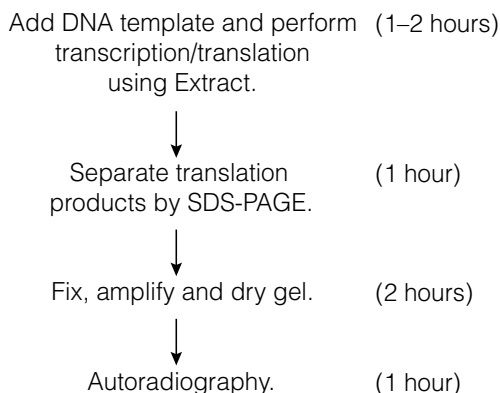 Add DNA template and perform (1–2 hours)
transcription/translation
using Extract.
Separate translation (1 hour)
products by SDS-PAGE.
Fix, amplify and dry gel. (2 hours)
Autoradiography. (1 hour)